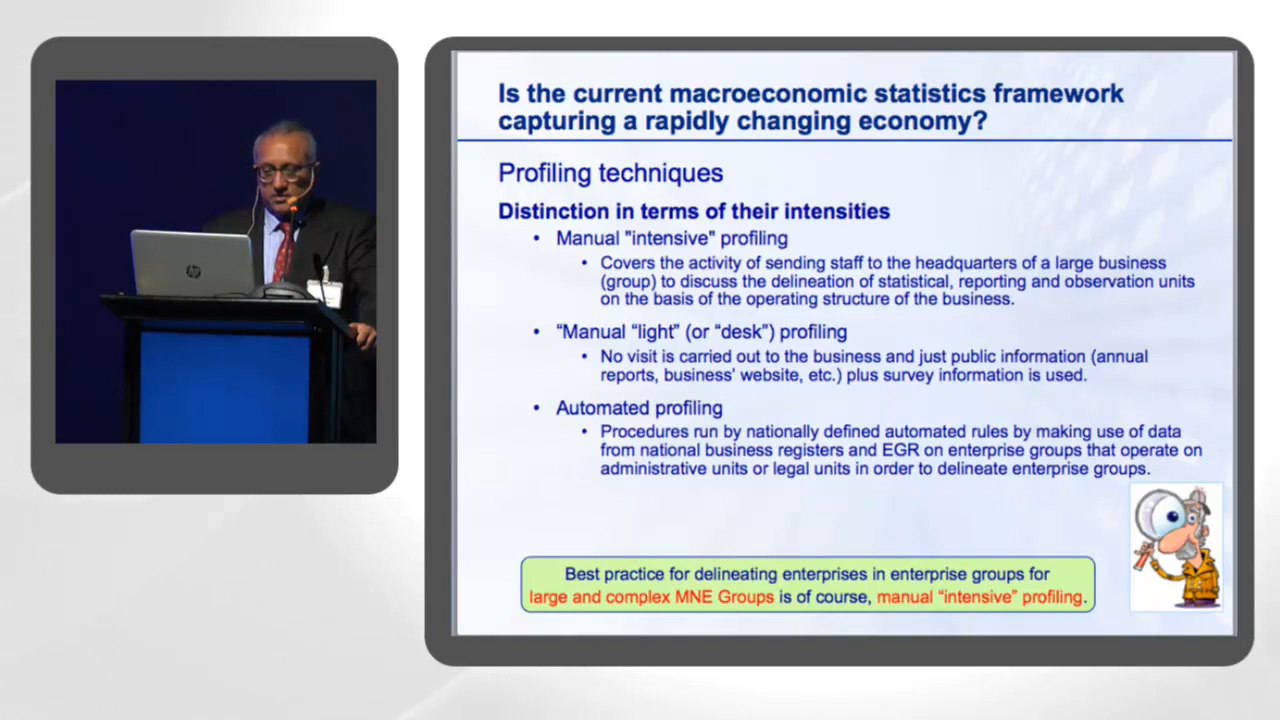 Is the current macroeconomic statistics framework
capturing a rapidly changing economy?
Profiling techniques
Distinction in terms of their intensities
• Manual "intensive" profiling
• Covers the activity of sending staff to the headquarters of a large business
(group) to discuss the delineation of statistical, reporting and observation units
on the basis of the operating structure of the business.
• “Manual “light” (or “desk”) profiling
• No visit is carried out to the business and just public information (annual
reports, business’ website, etc.) plus survey information is used.
• Automated profiling
• Procedures run by nationally defined automated rules by making use of data
from national business registers and EGR on enterprise groups that operate on
administrative units or legal units in order to delineate enterprise groups.
Best practice for delineating enterprises in enterprise groups for
large and complex MNE Groups is of course, manual “intensive” profiling.
hp